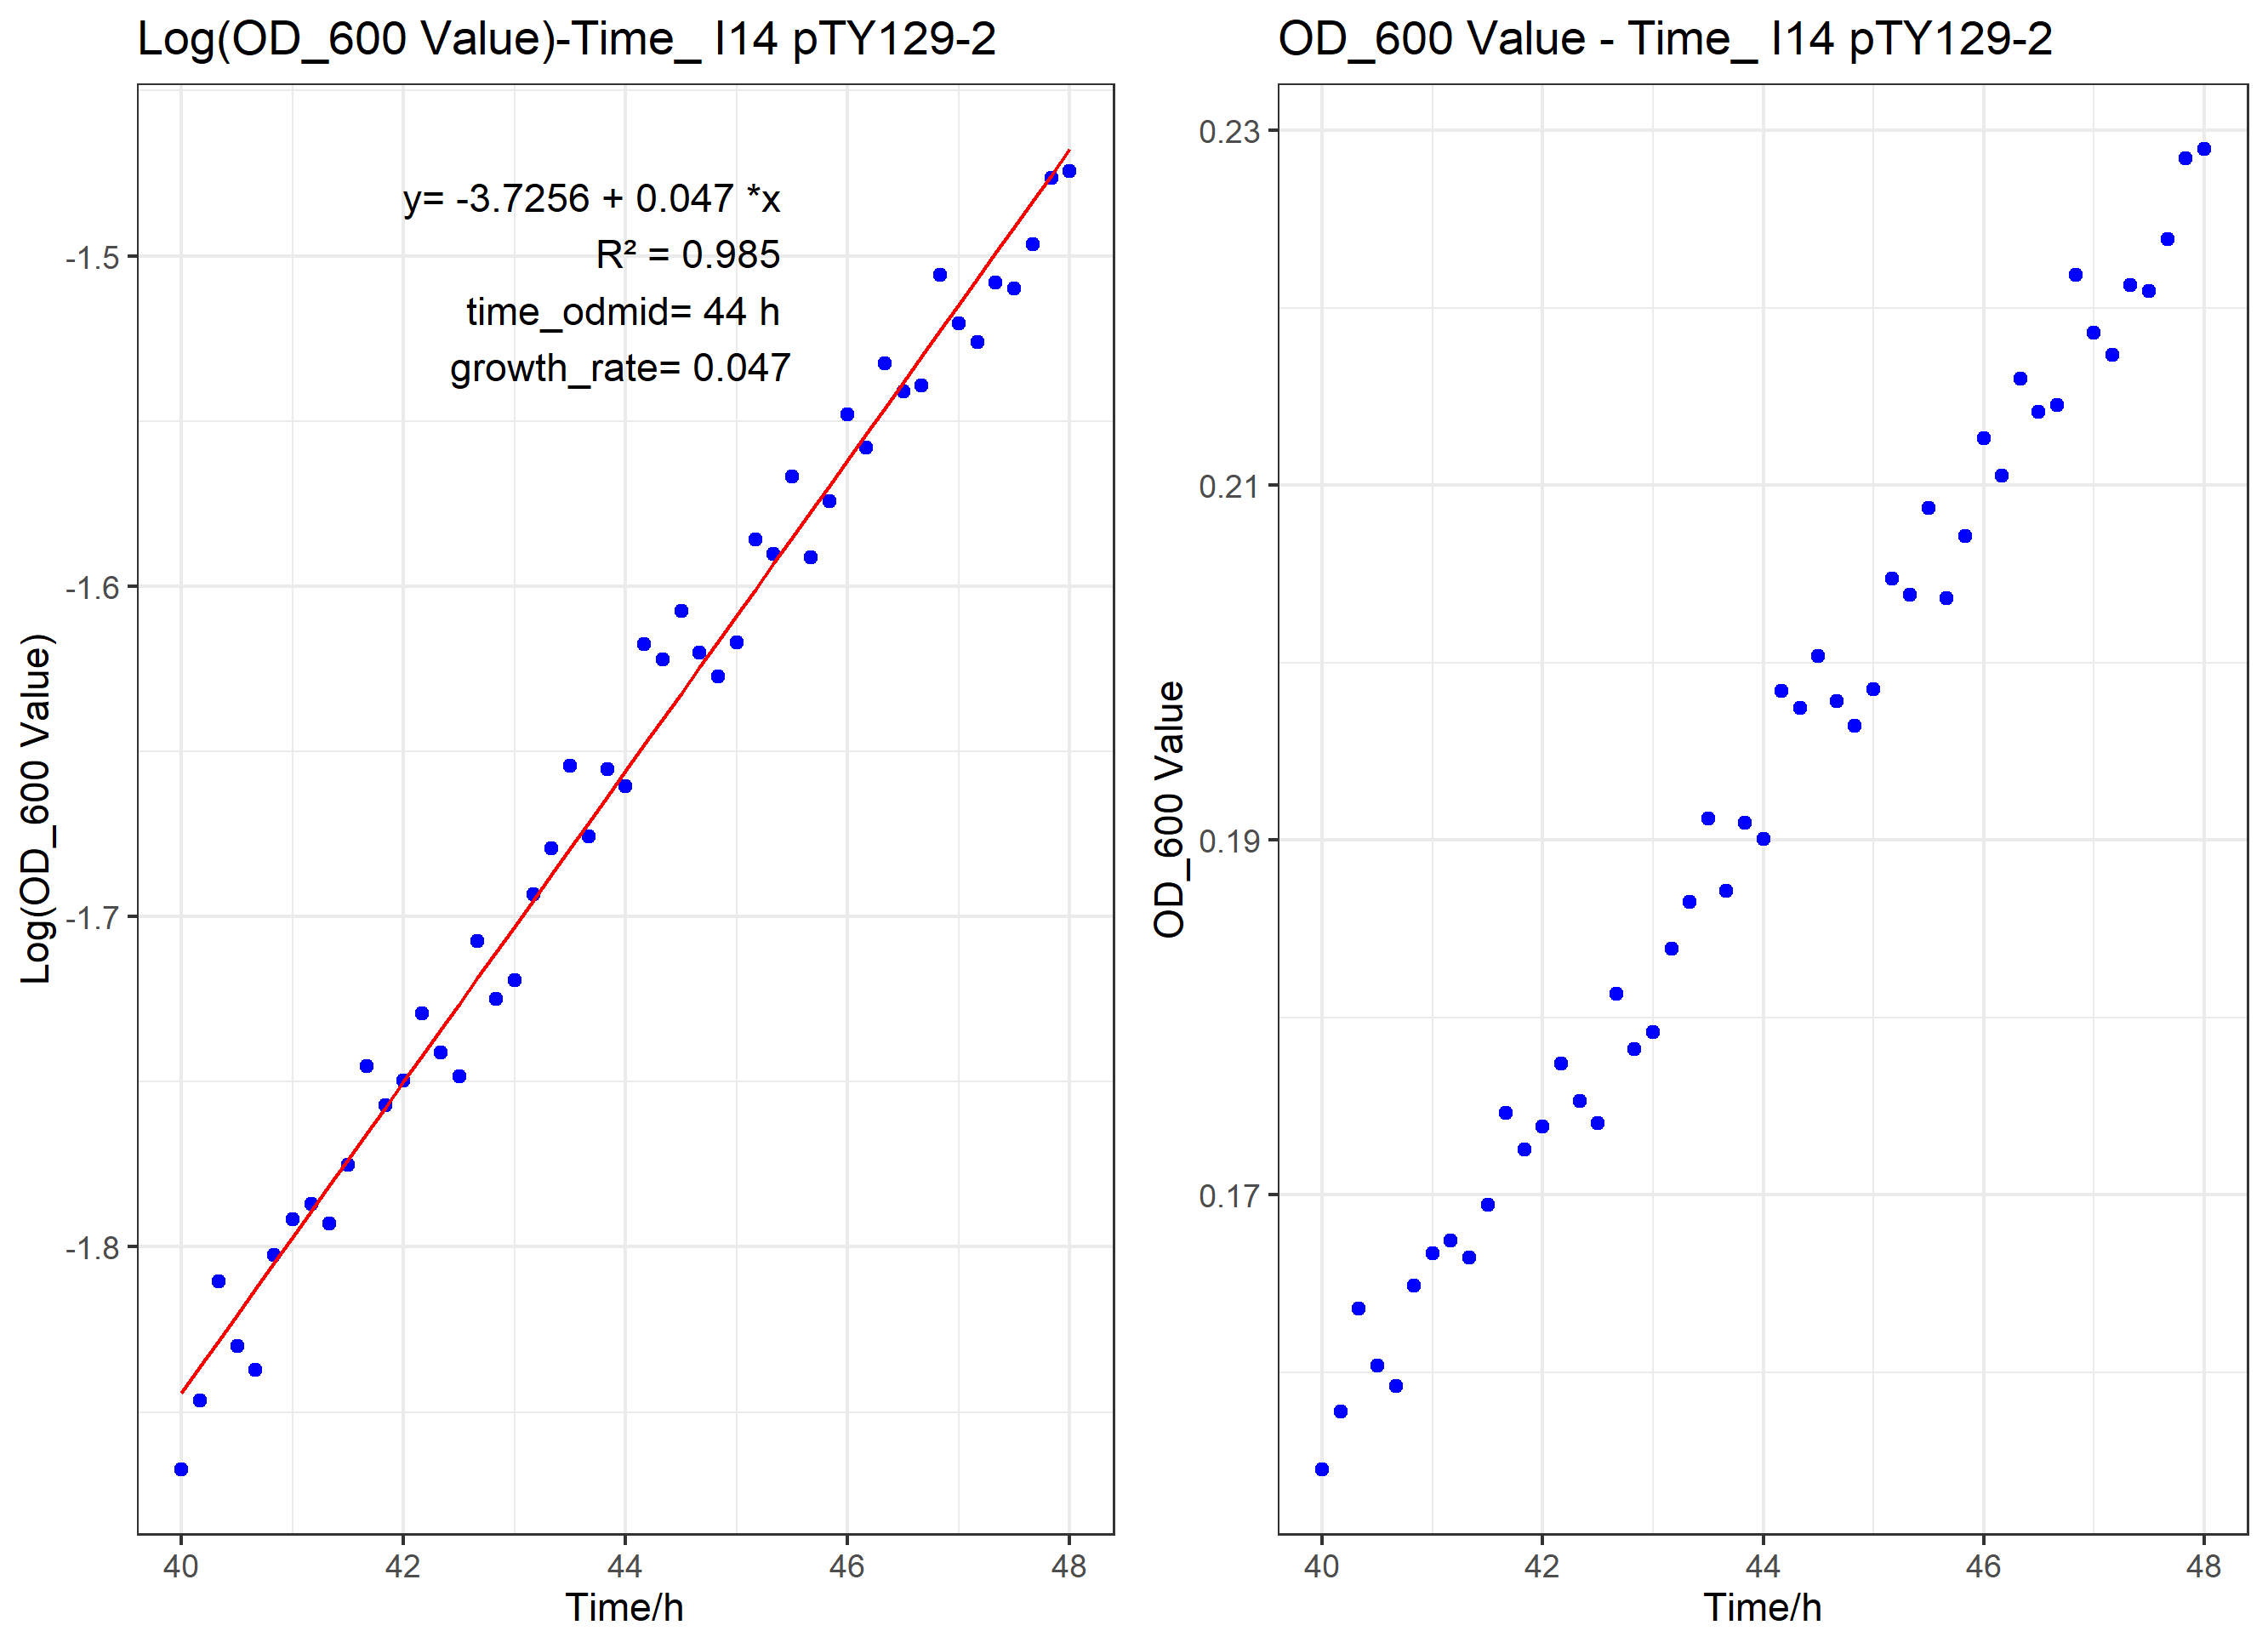 Log(OD_600 Value)-Time_ I14 pTY129-2
y= -3.7256 + 0.047 *x
R² = 0.985
time_odmid= 44 h
growth_rate= 0.047
-1.5
-1.6
-1.7
-1.8
Log(OD_600 Value)
40 42 44 46 48
Time/h
OD_600 Value - Time_ I14 pTY129-2
0.23
0.21
0.19
0.17
OD_600 Value
40 42 44 46 48
Time/h